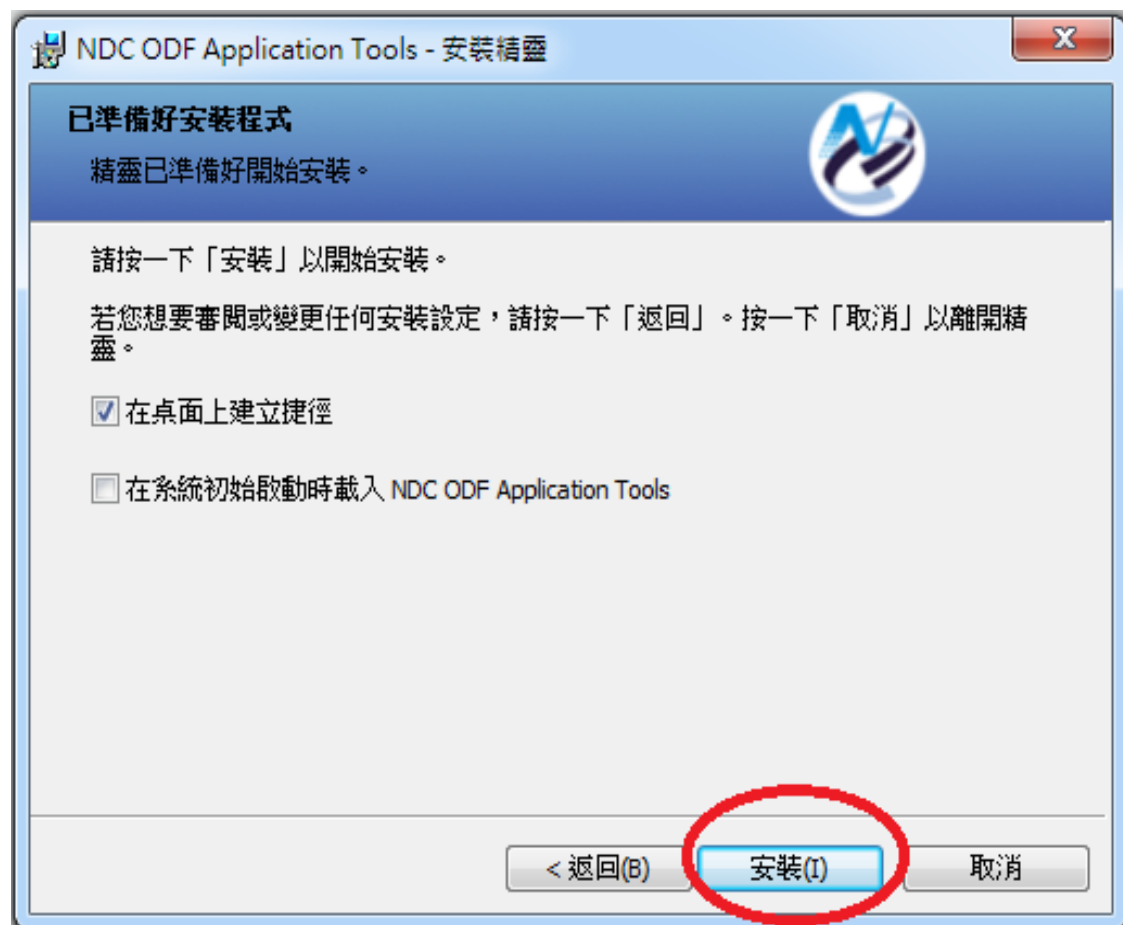 NDC ODF Application Tools - 安裝精靈
已準備好安裝程式
精靈已準備好開始安裝。
請按一下「安裝」以開始安裝。
若您想要審閱或變更任何安裝設定，請按一下「返回」。按一下「取消」以離開精
靈。
在桌面上建立捷徑
在系統初始啟動時載入 NDC ODF Application Tools
< 返回(B) 安裝(I) 取消